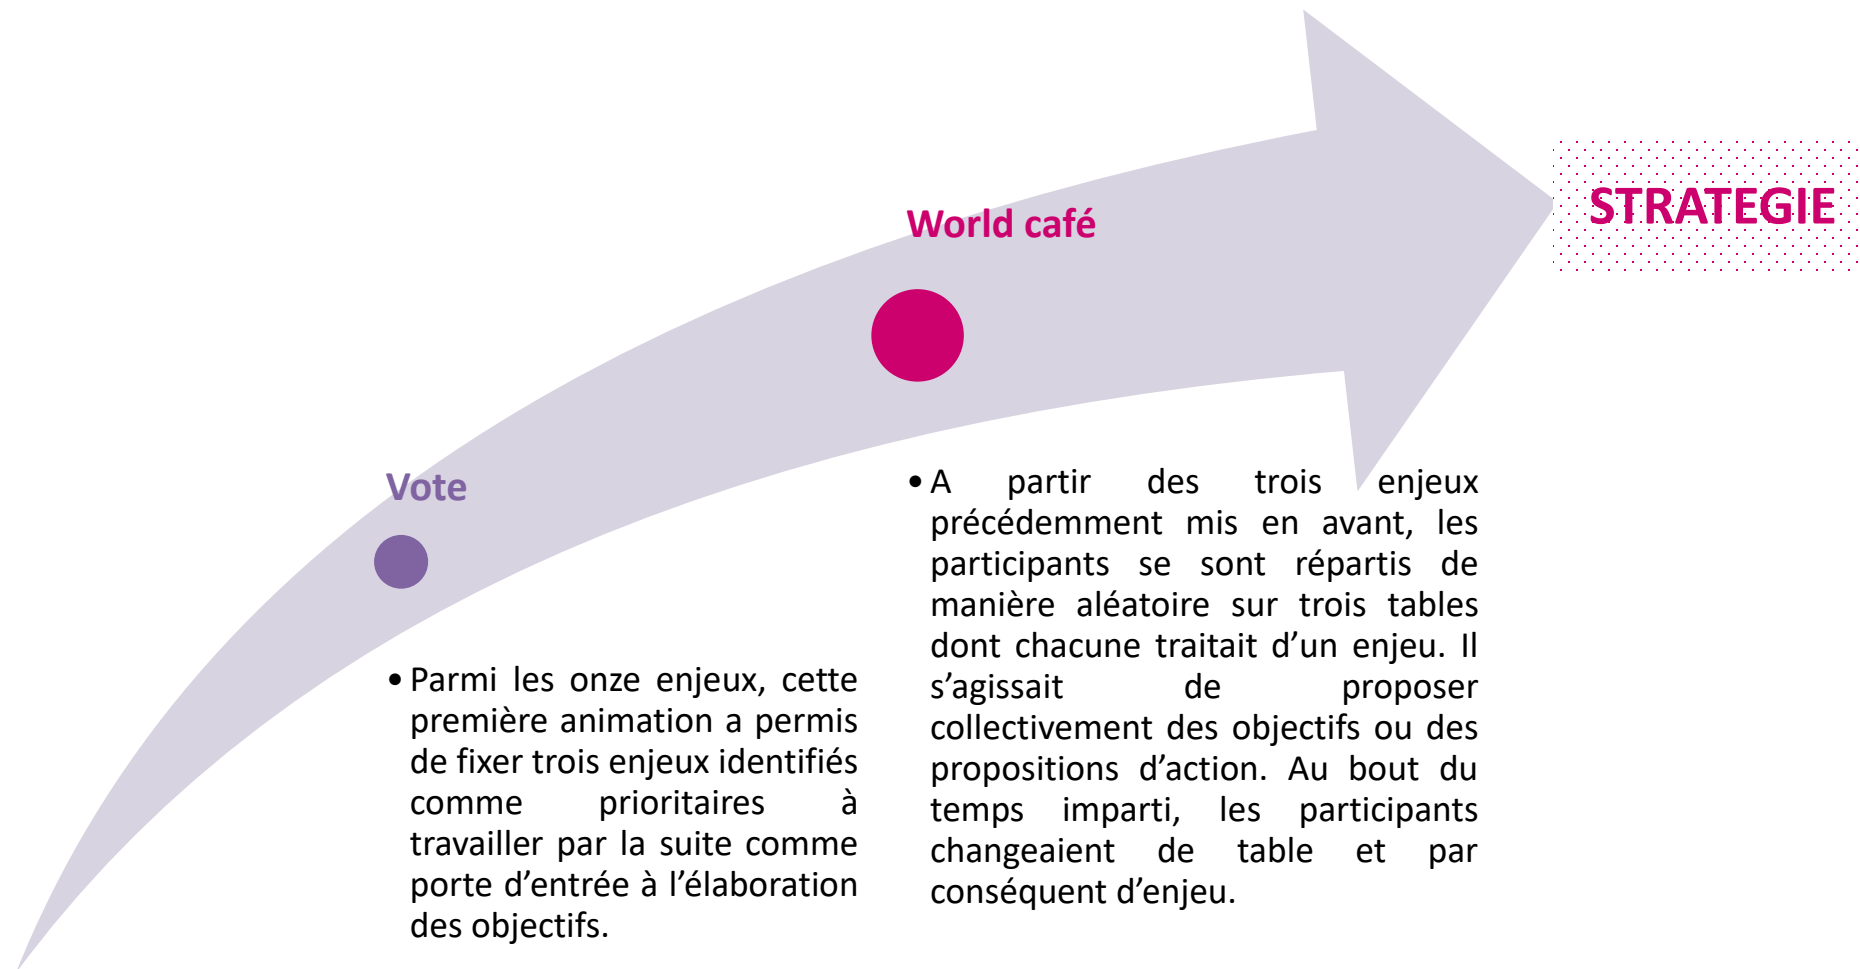 World café
STRATEGIE
Vote
• A partir des trois enjeux
précédemment mis en avant, les
participants se sont répartis de
manière aléatoire sur trois tables
dont chacune traitait d’un enjeu. Il
s’agissait de proposer
collectivement des objectifs ou des
propositions d’action. Au bout du
temps imparti, les participants
changeaient de table et par
conséquent d’enjeu.
• Parmi les onze enjeux, cette
première animation a permis
de fixer trois enjeux identifiés
comme prioritaires à
travailler par la suite comme
porte d’entrée à l’élaboration
des objectifs.